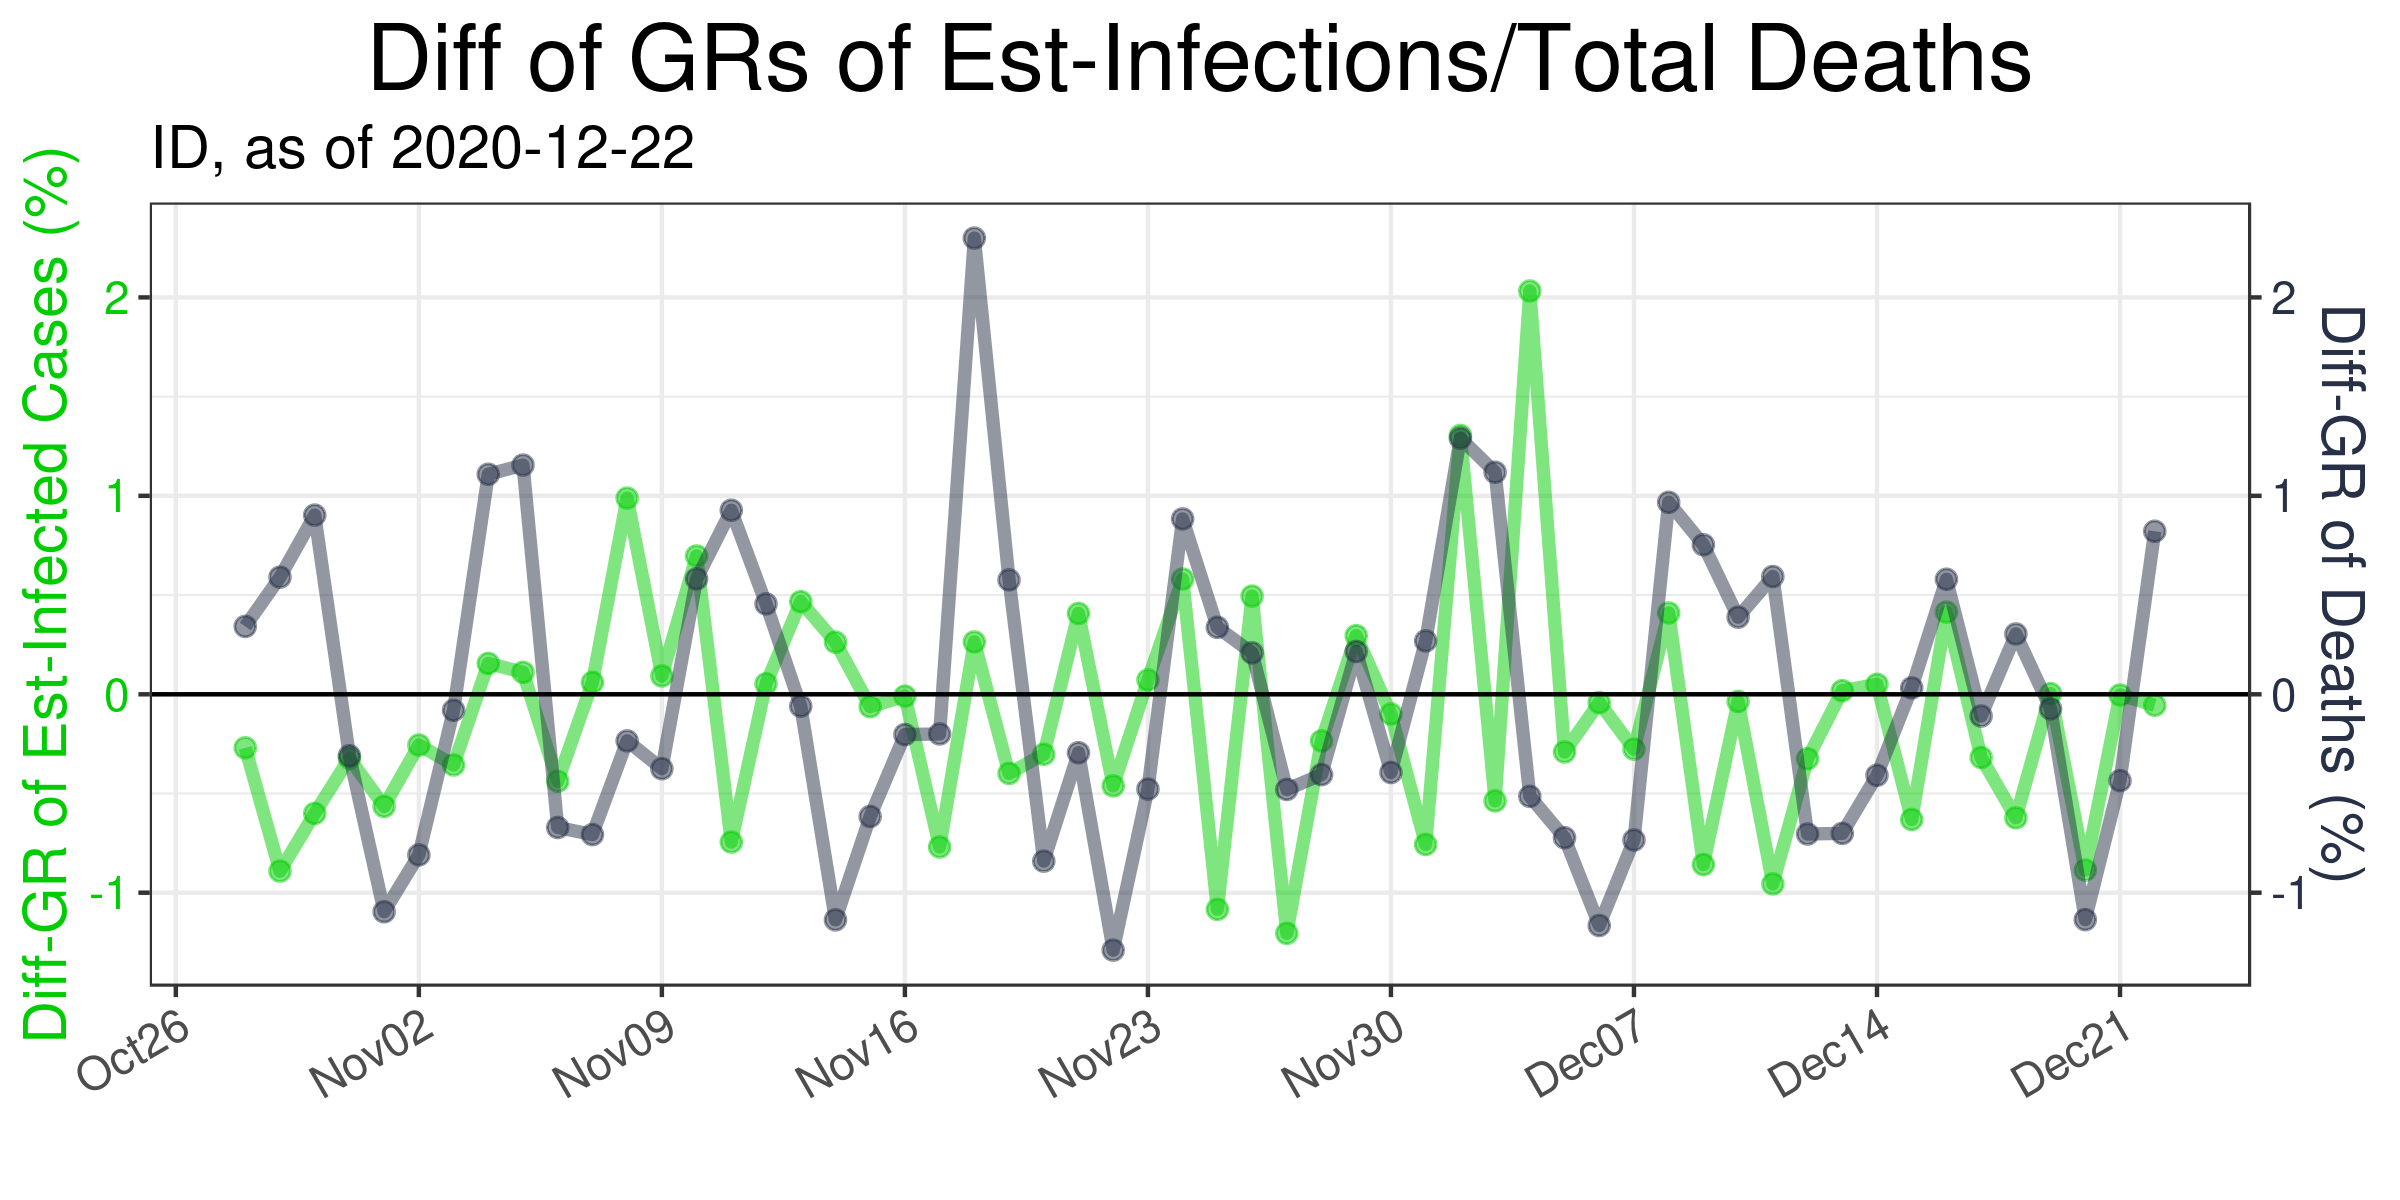 Diff of GRs of Est-Infections/Total Deaths
ID, as of 2020-12-22
Diff-GR of Est-Infected Cases (%)
2
1
0
-1
2
1
0
-1
Diff-GR of Deaths (%)
Oct26
Nov02
Nov09
Nov16
Nov23
Nov30
Dec07
Dec14
Dec21